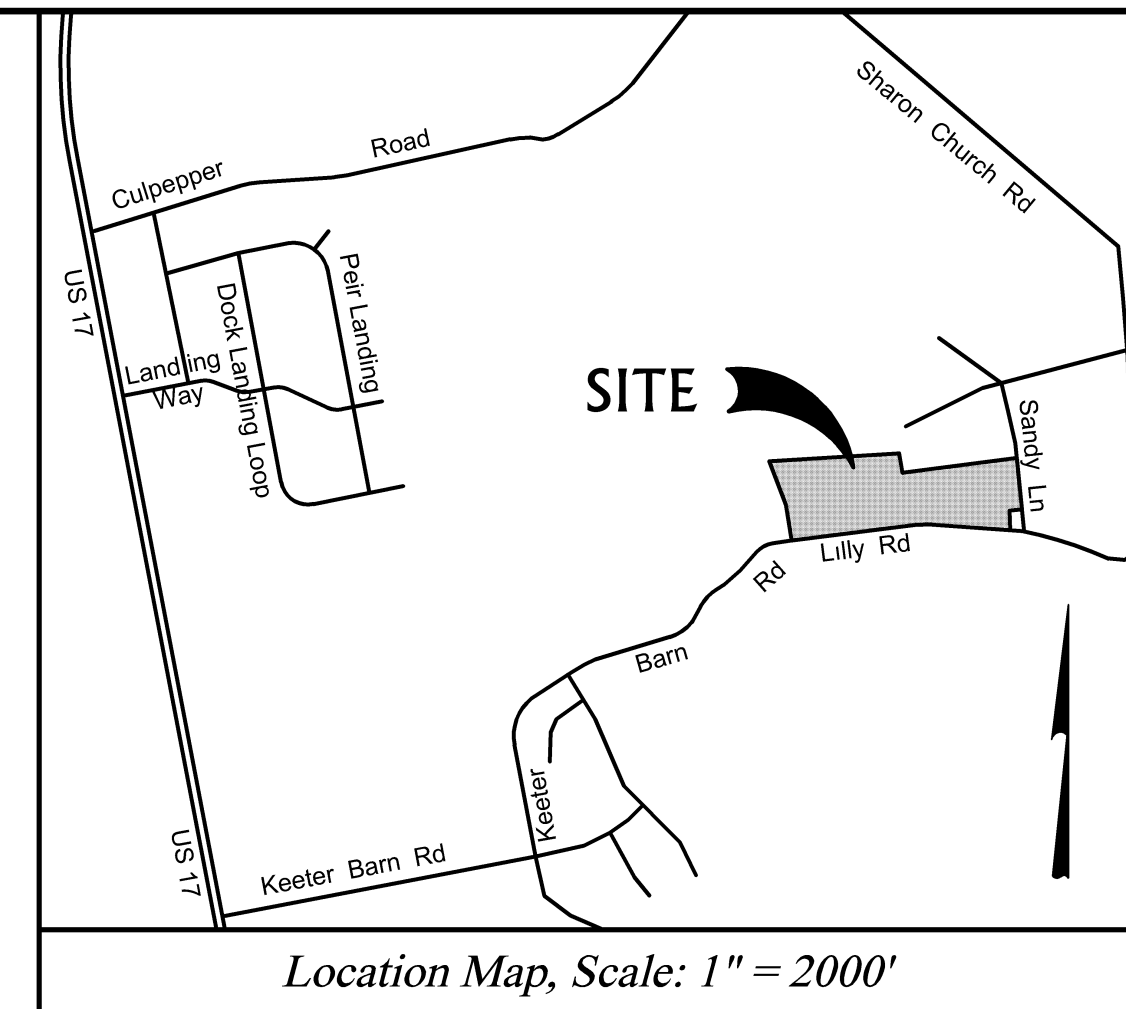 Sharon Church Rd
Culpepper Road
US 17
Peir Landing
Dock Landing Loop
Landing
Way
SITE
Sandy Ln
Lilly Rd
Keeter Barn Rd
US 17
Keeter Barn Rd
Location Map, Scale: 1" = 2000'